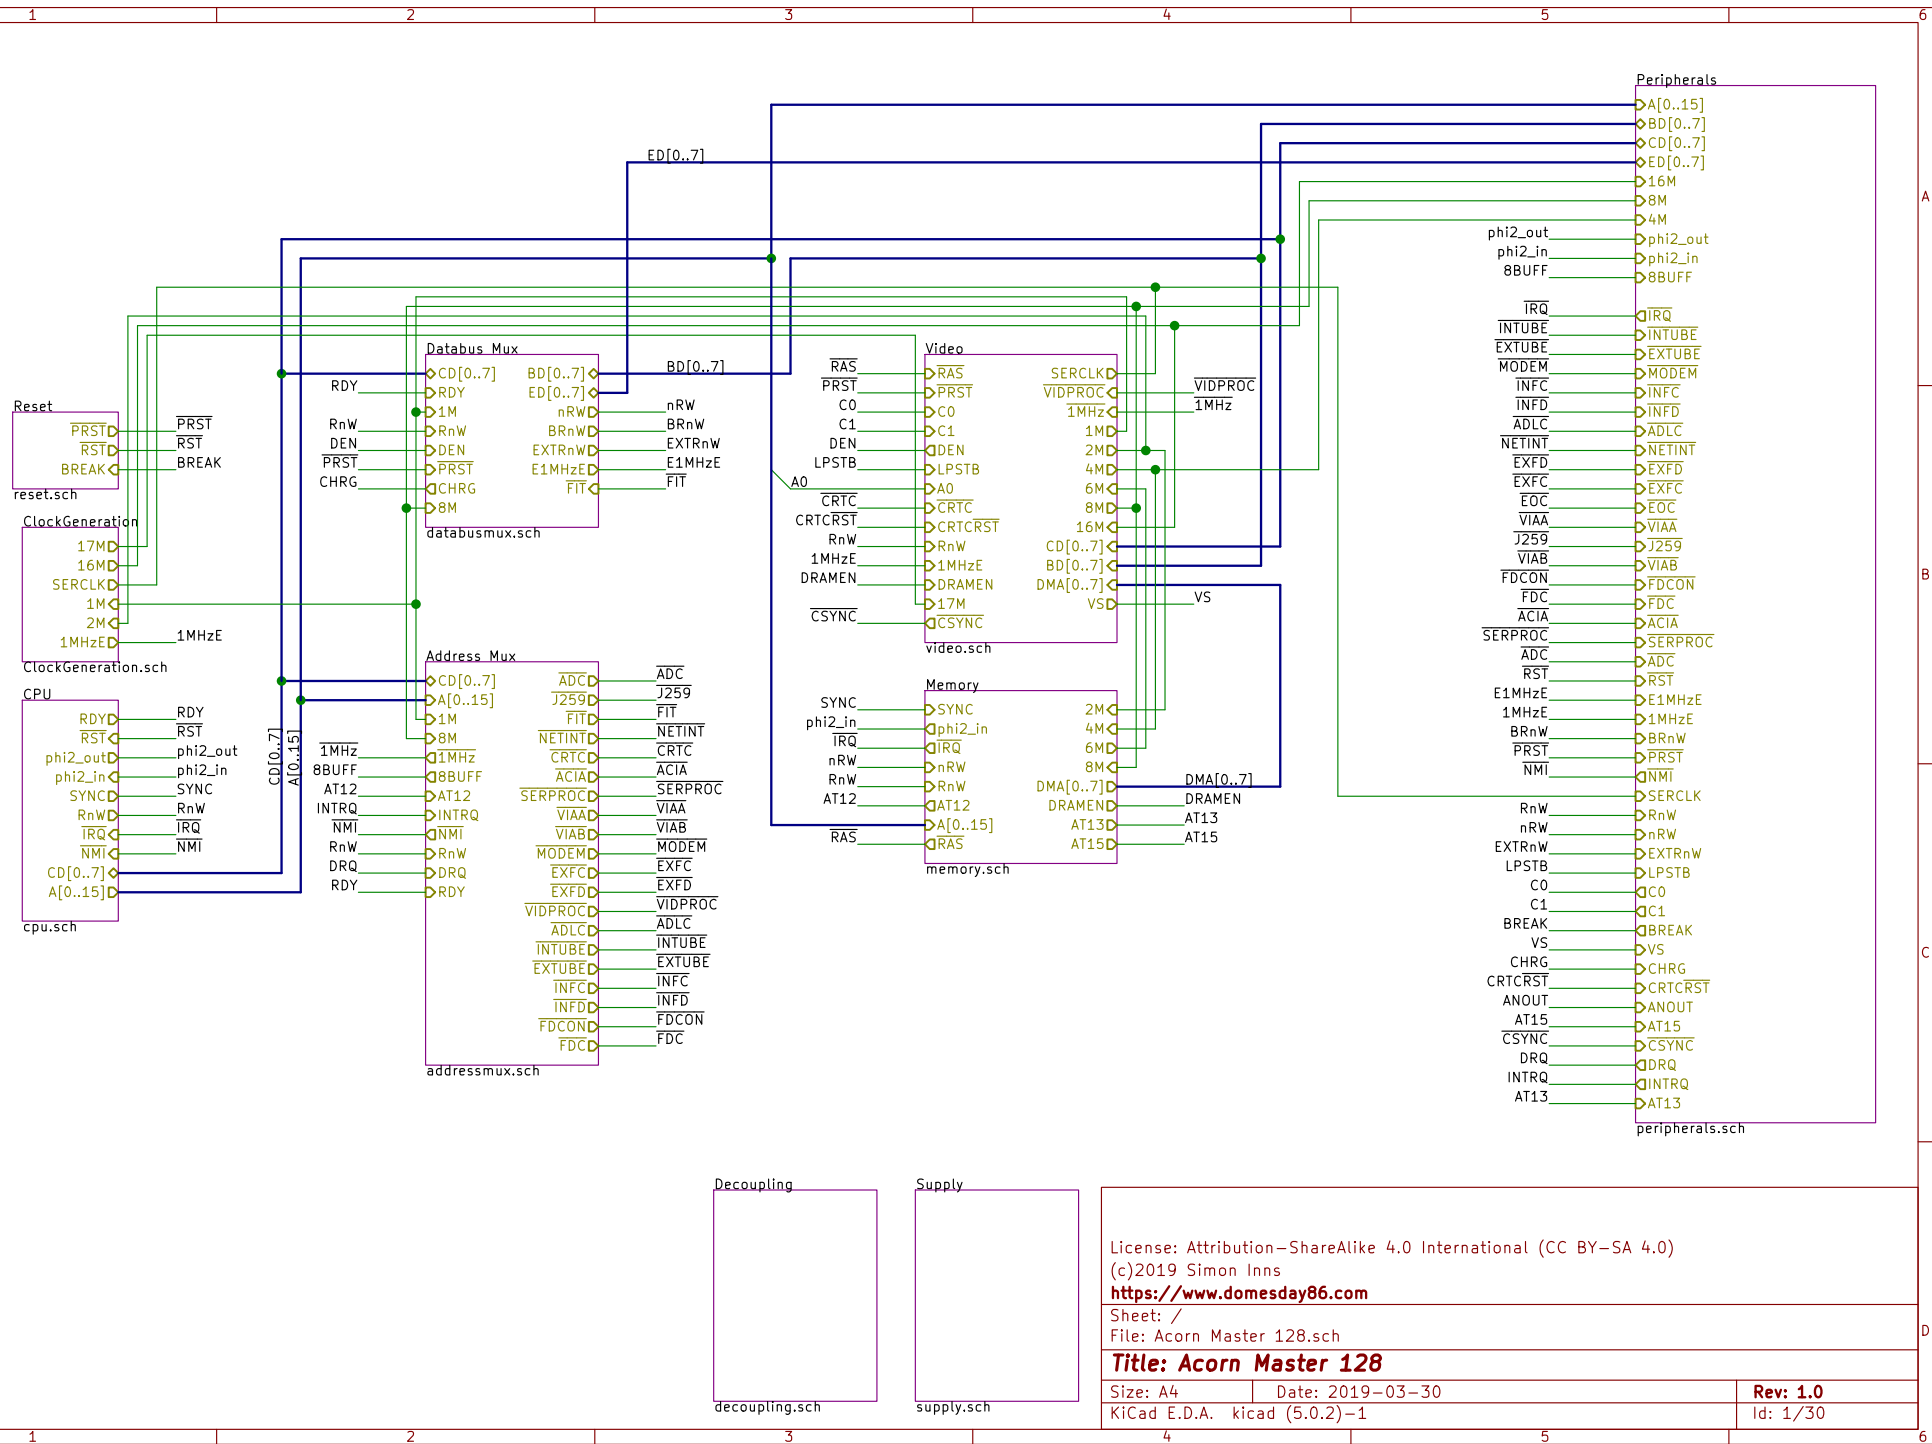 1 2 3 4 5 6
Peripherals
A[0..15]
BD[0..7]
CD[0..7]
ED[0..7]
16M
8M
4M
phi2_out phi2_out
phi2_in phi2_in
8BUFF 8BUFF
IRQ IRQ
INTUBE INTUBE
EXTUBE EXTUBE
MODEM MODEM
INFC INFC
INFD INFD
ADLC ADLC
NETINT NETINT
EXFD EXFD
EXFC EXFC
EOC EOC
VIAA VIAA
J259 J259
VIAB VIAB
FDCON FDCON
FDC FDC
ACIA ACIA
SERPROC SERPROC
ADC ADC
RST RST
E1MHzE E1MHzE
1MHzE 1MHzE
BRnW BRnW
PRST PRST
NMI NMI
SERCLK
RnW RnW
nRW nRW
EXTRnW EXTRnW
LPSTB LPSTB
C0 C0
C1 C1
BREAK BREAK
VS VS
CHRG CHRG
CRTCRST CRTCRST
ANOUT ANOUT
AT15 AT15
CSYNC CSYNC
DRQ DRQ
INTRQ INTRQ
AT13 AT13
peripherals.sch
ED[0..7]
Databus Mux
CD[0..7] BD[0..7] BD[0..7]
RDY RDY ED[0..7]
1M nRW nRW
RnW RnW BRnW BRnW
DEN DEN EXTRnW EXTRnW
PRST PRST E1MHzE E1MHzE
CHRG CHRG FIT FIT
8M
databusmux.sch
Video
RAS RAS SERCLK
PRST PRST VIDPROC VIDPROC
C0 C0 1MHz 1MHz
C1 C1 1M
DEN DEN 2M
LPSTB LPSTB 4M
A0 A0 6M
CRTC CRTC 8M
CRTCRST CRTCRST 16M
RnW RnW CD[0..7]
1MHzE 1MHzE BD[0..7]
DRAMEN DRAMEN DMA[0..7]
17M VS VS
CSYNC CSYNC
video.sch
Reset
PRST PRST
RST RST
BREAK BREAK
reset.sch
ClockGeneration
17M
16M
SERCLK
1M
2M
1MHzE 1MHzE
ClockGeneration.sch
CPU
RDY RDY
RST RST
phi2_out phi2_out
phi2_in phi2_in
SYNC SYNC
RnW RnW
IRQ IRQ
NMI NMI
CD[0..7]
A[0..15]
cpu.sch
CD[0..7]
A[0..15]
Address Mux
CD[0..7] ADC ADC
A[0..15] J259 J259
1M FIT FIT
8M NETINT NETINT
1MHz 1MHz CRTC CRTC
8BUFF 8BUFF ACIA ACIA
AT12 AT12 SERPROC SERPROC
INTRQ INTRQ VIAA VIAA
NMI NMI VIAB VIAB
RnW RnW MODEM MODEM
DRQ DRQ EXFC EXFC
RDY RDY EXFD EXFD
VIDPROC VIDPROC
ADLC ADLC
INTUBE INTUBE
EXTUBE EXTUBE
INFC INFC
INFD INFD
FDCON FDCON
FDC FDC
addressmux.sch
Memory
SYNC SYNC 2M
phi2_in phi2_in 4M
IRQ IRQ 6M
nRW nRW 8M
RnW RnW DMA[0..7] DMA[0..7]
AT12 AT12 DRAMEN DRAMEN
A[0..15] AT13 AT13
RAS RAS AT15 AT15
memory.sch
A
B
C
D
Decoupling
decoupling.sch
Supply
supply.sch
License: Attribution-ShareAlike 4.0 International (CC BY-SA 4.0)
(c)2019 Simon Inns
https://www.domesday86.com
Sheet: /
File: Acorn Master 128.sch
Title: Acorn Master 128
Size: A4 Date: 2019-03-30 Rev: 1.0
KiCad E.D.A. kicad (5.0.2)-1 Id: 1/30
1 2 3 4 5 6